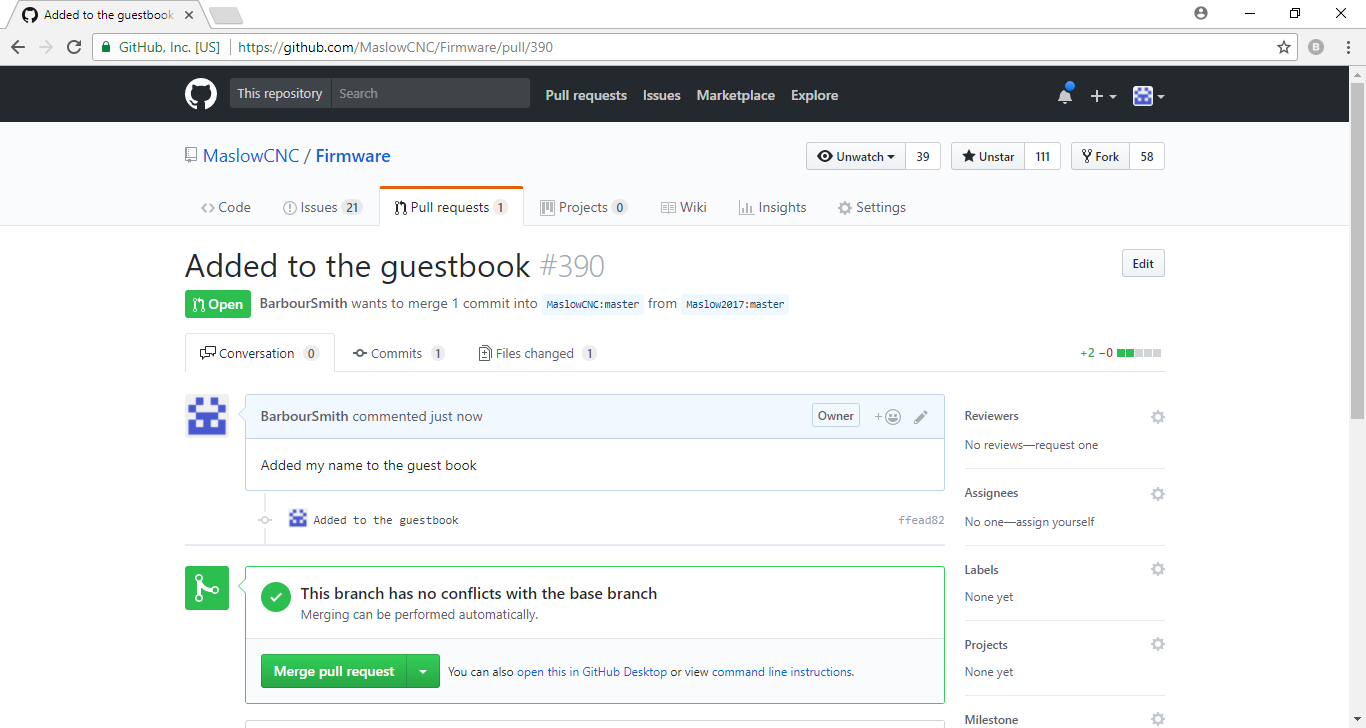 Added to the guestbook
GitHub, Inc. [US] https://github.com/MaslowCNC/Firmware/pull/390
B
This repository Search Pull requests Issues Marketplace Explore
MaslowCNC / Firmware
Unwatch 39 Unstar 111 Fork 58
Code Issues 21 Pull requests 1 Projects 0 Wiki Insights Settings
Added to the guestbook #390
Edit
Open BarbourSmith wants to merge 1 commit into MaslowCNC:master from Maslow2017:master
Conversation 0 Commits 1 Files changed 1 +2 −0
BarbourSmith commented just now Owner
Added my name to the guest book
Added to the guestbook ffead82
This branch has no conflicts with the base branch
Merging can be performed automatically.
Merge pull request You can also open this in GitHub Desktop or view command line instructions.
Reviewers
No reviews—request one
Assignees
No one—assign yourself
Labels
None yet
Projects
None yet
Milestone